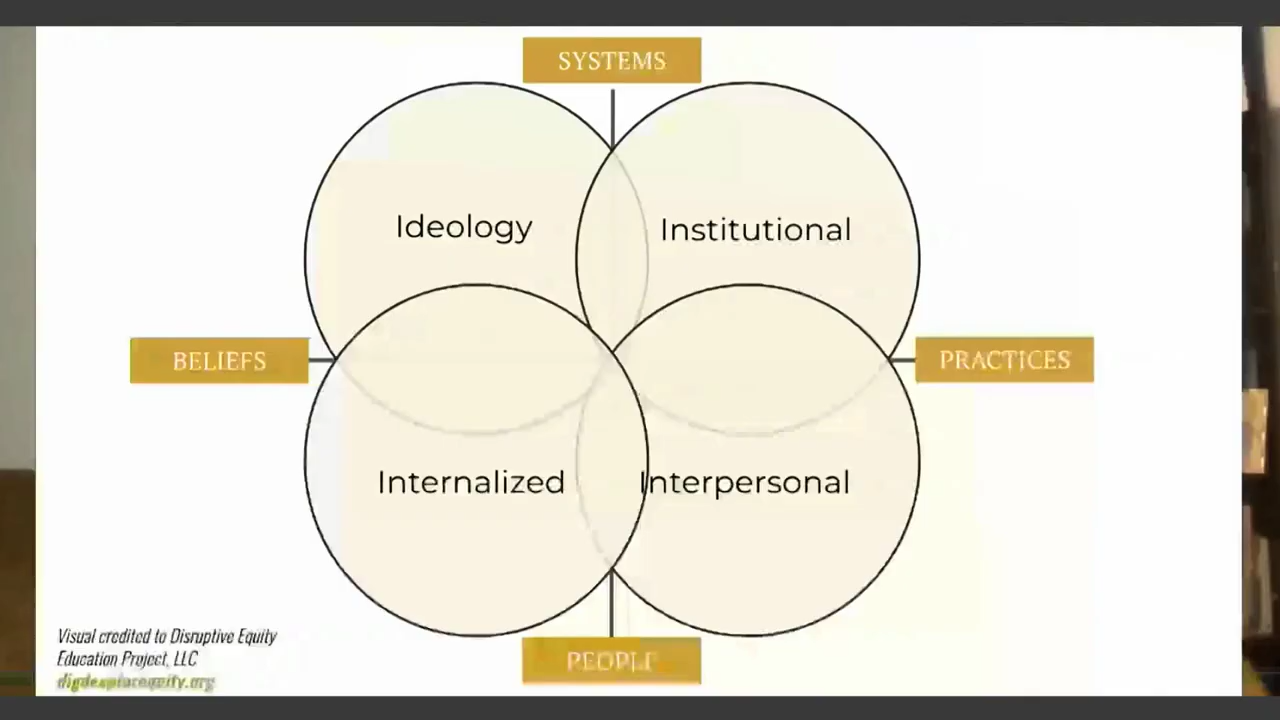 SYSTEMS
Ideology
Institutional
BELIEFS
PRACTICES
Internalized
Interpersonal
PEOPLE
Visual credited to Disruptive Equity
Education Project, LLC